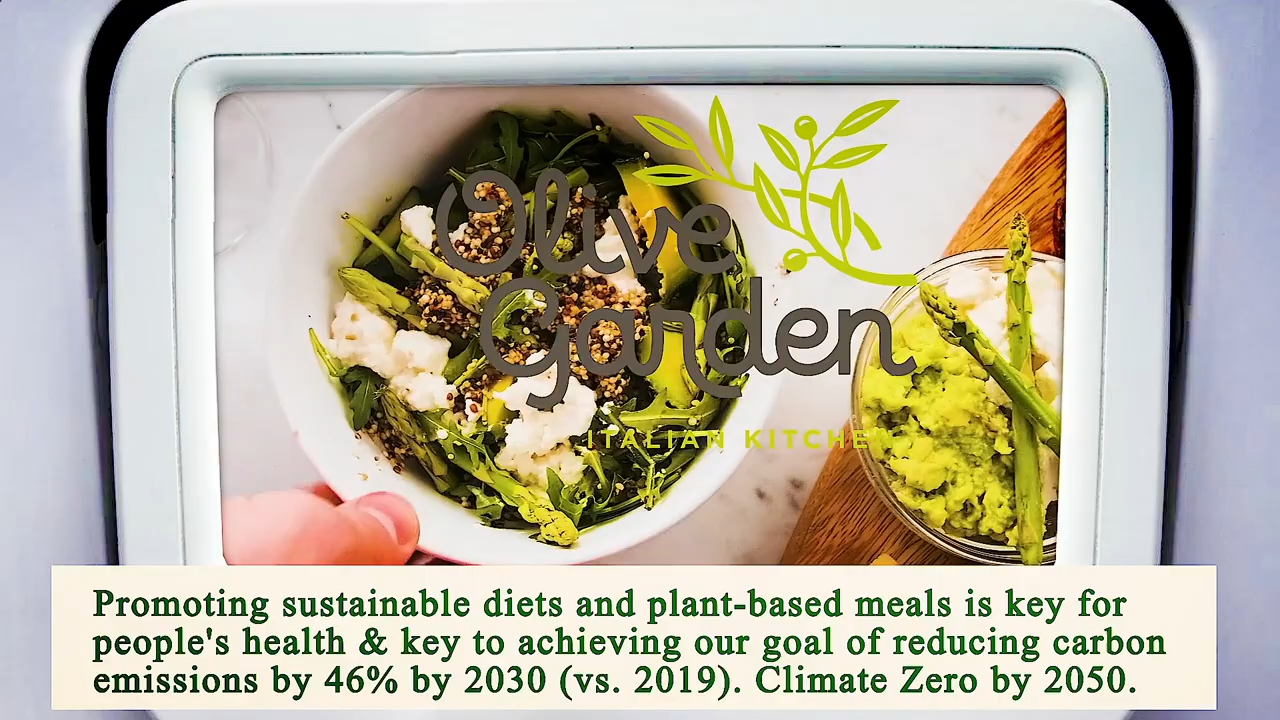 Olive
Garden
ITALIAN KITCHEN
Promoting sustainable diets and plant-based meals is key for
people's health & key to achieving our goal of reducing carbon
emissions by 46% by 2030 (vs. 2019). Climate Zero by 2050.